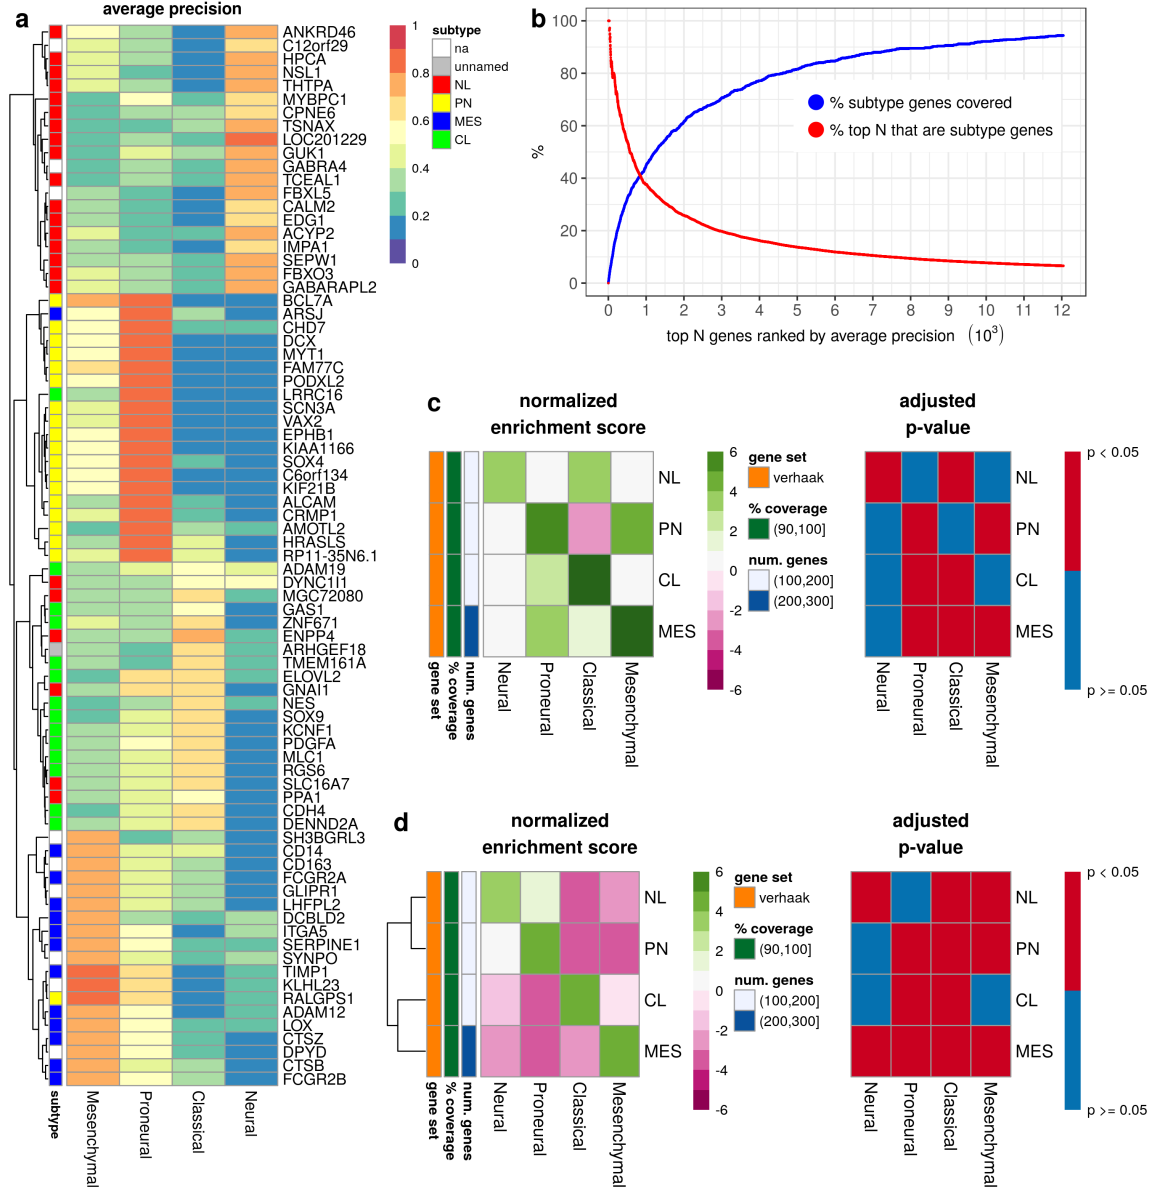 a
average precision
ANKRD46
C12orf29
HPCA
NSL1
THTPA
MYBPC1
CPNE6
TSNAX
LOC201229
GUK1
GABRA4
TCEAL1
FBXL5
CALM2
EDG1
ACYP2
IMPA1
SEPW1
FBXO3
GABARAPL2
BCL7A
ARSJ
CHD7
DCX
MYT1
FAM77C
PODXL2
LRRC16
SCN3A
VAX2
EPHB1
KIAA1166
SOX4
C6orf134
KIF21B
ALCAM
CRMP1
AMOTL2
HRASLS
RP11-35N6.1
ADAM19
DYNC1I1
MGC72080
GAS1
ZNF671
ENPP4
ARHGEF18
TMEM161A
ELOVL2
GNAI1
NES
SOX9
KCNF1
PDGFA
MLC1
RGS6
SLC16A7
PPA1
CDH4
DENND2A
SH3BGRL3
CD14
CD163
FCGR2A
GLIPR1
LHFPL2
DCBLD2
ITGA5
SERPINE1
SYNPO
TIMP1
KLHL23
RALGPS1
ADAM12
LOX
CTSZ
DPYD
CTSB
FCGR2B
subtype
Mesenchymal
Proneural
Classical
Neural
1
0.8
0.6
0.4
0.2
0
subtype
na
unnamed
NL
PN
MES
CL
b
100
80
60
40
20
0
%
% subtype genes covered
% top N that are subtype genes
0 1 2 3 4 5 6 7 8 9 10 11 12
top N genes ranked by average precision (10³)
c
normalized
enrichment score
NL
PN
CL
MES
gene set
% coverage
num. genes
Neural
Proneural
Classical
Mesenchymal
6
4
2
0
-2
-4
-6
gene set
verhaak
% coverage
(90,100]
num. genes
(100,200]
(200,300]
adjusted
p-value
NL
PN
CL
MES
Neural
Proneural
Classical
Mesenchymal
p < 0.05
p >= 0.05
d
normalized
enrichment score
NL
PN
CL
MES
gene set
% coverage
num. genes
Neural
Proneural
Classical
Mesenchymal
6
4
2
0
-2
-4
-6
gene set
verhaak
% coverage
(90,100]
num. genes
(100,200]
(200,300]
adjusted
p-value
NL
PN
CL
MES
Neural
Proneural
Classical
Mesenchymal
p < 0.05
p >= 0.05